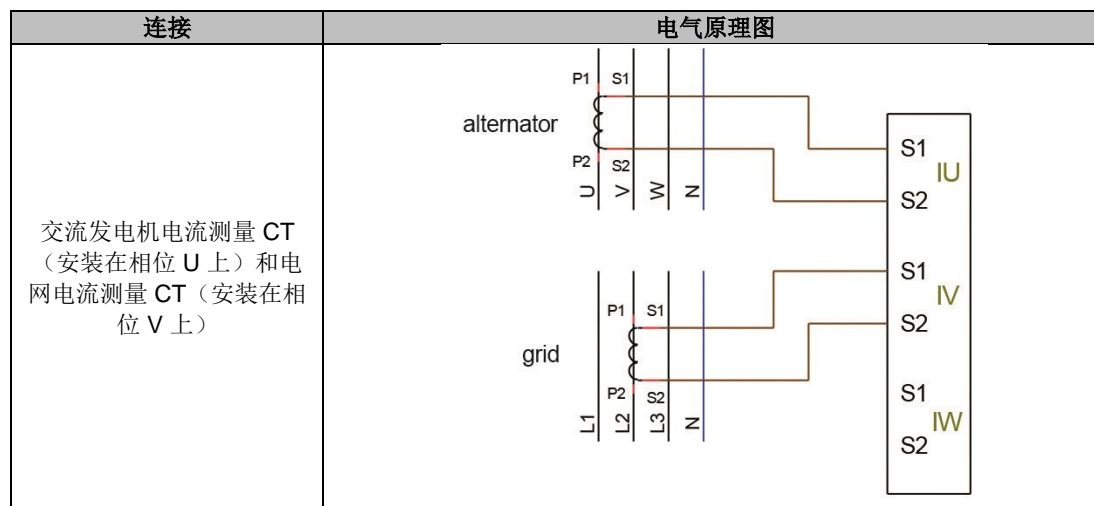 连接
电气原理图
交流发电机电流测量 CT
（安装在相位 U 上）和电
网电流测量 CT（安装在相
位 V 上）
P1 S1
alternator
P2 S2
U V W N
S1
IU
S2
S1
IV
S2
P1 S1
grid
P2 S2
L1 L2 L3 N
S1
IW
S2